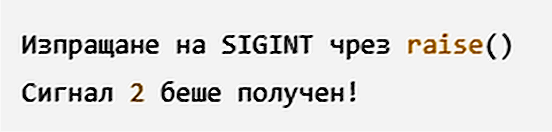 Изпращане на SIGINT чрез raise()
Сигнал 2 беше получен!